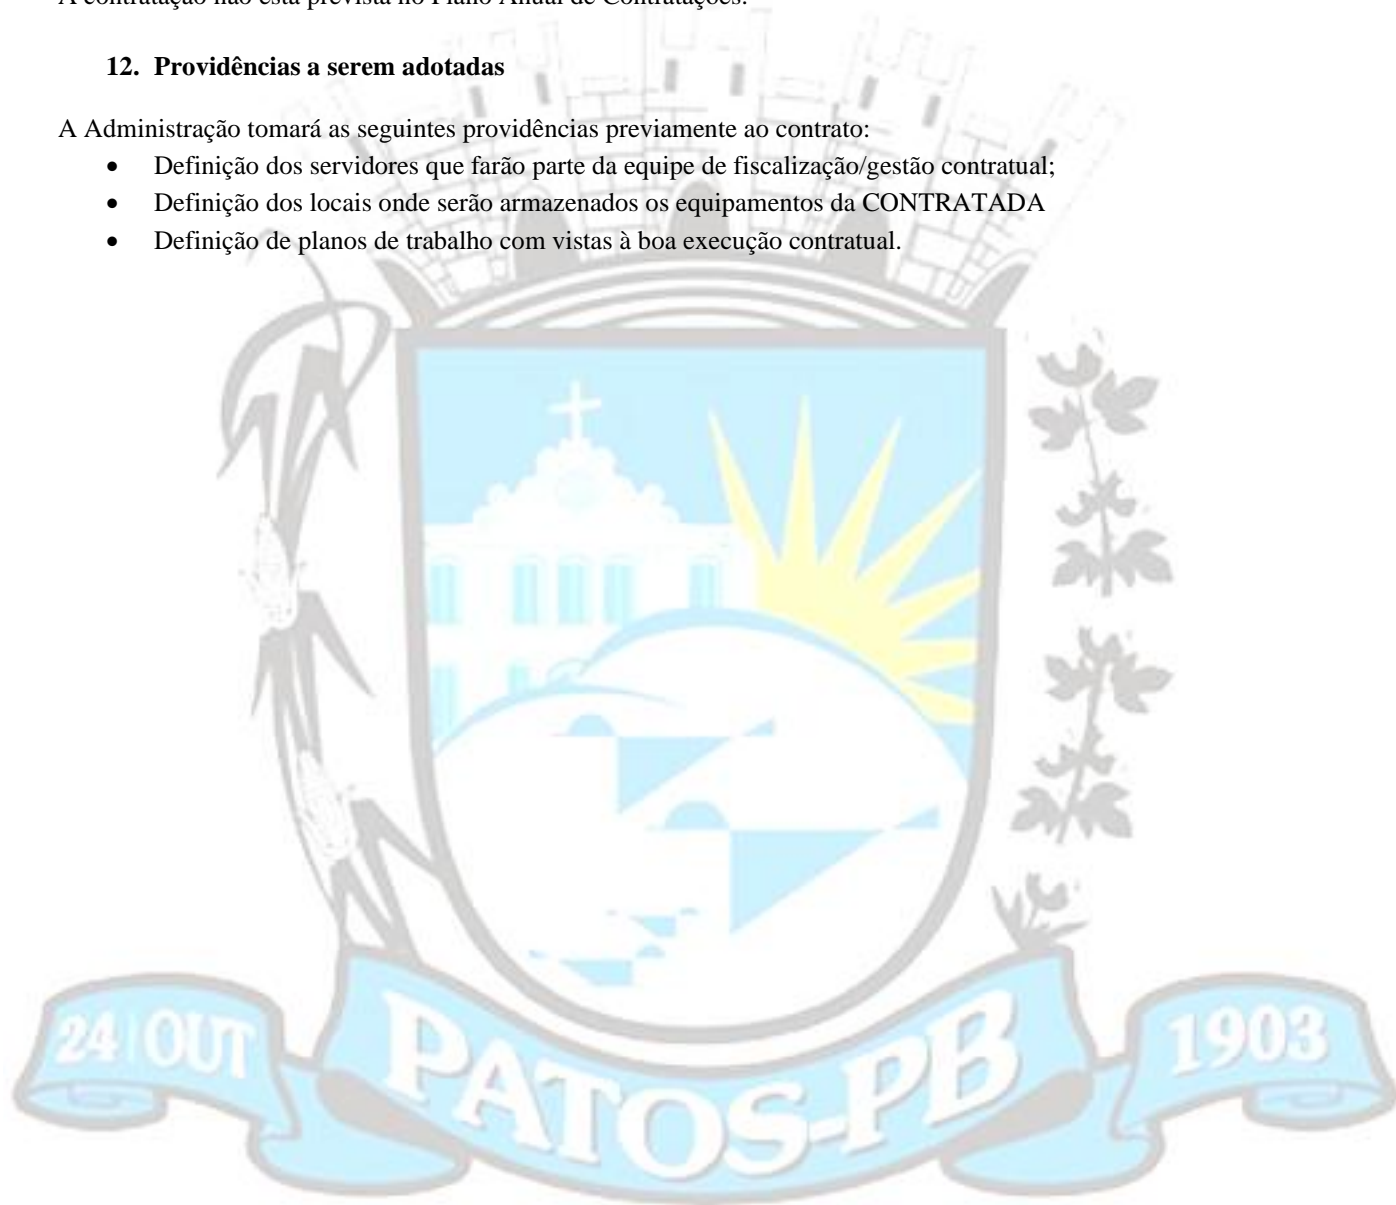 A contratação não está prevista no Plano Anual de Contratações.
12. Providências a serem adotadas
A Administração tomará as seguintes providências previamente ao contrato:
• Definição dos servidores que farão parte da equipe de fiscalização/gestão contratual;
• Definição dos locais onde serão armazenados os equipamentos da CONTRATADA
• Definição de planos de trabalho com vistas à boa execução contratual.
24 | OUT
PATOS-PB
1903